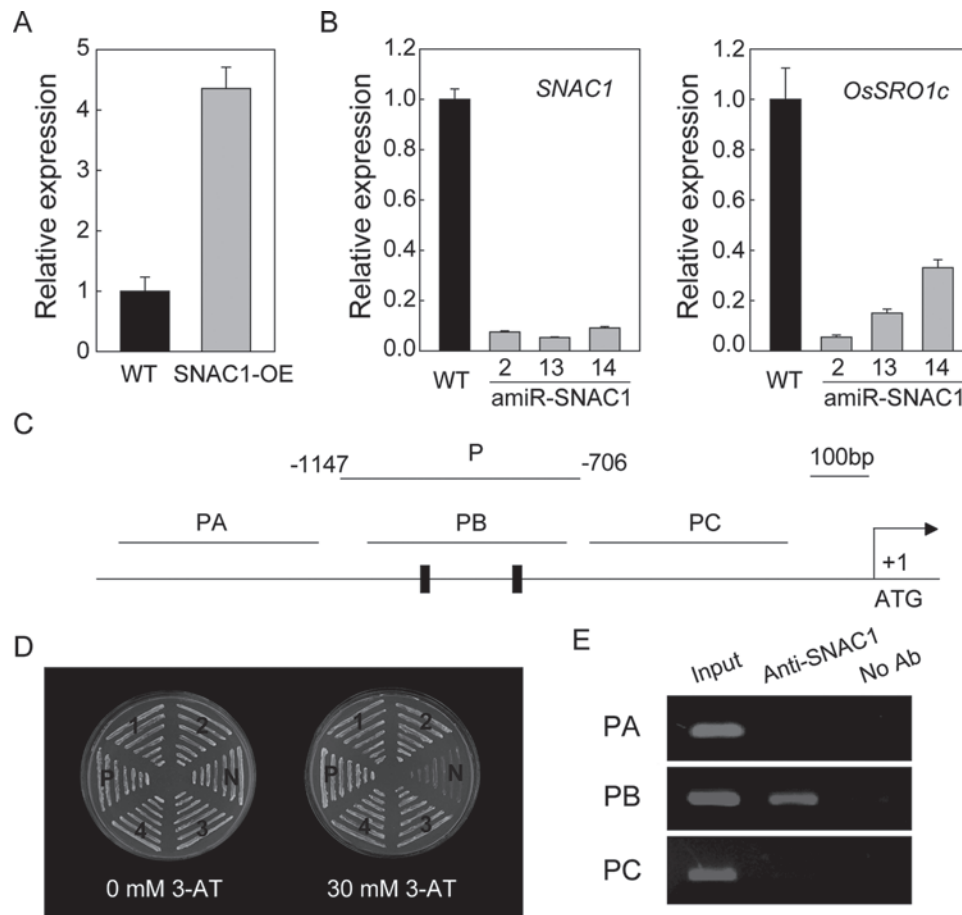 A
Relative expression
5
4
3
2
1
0
WT SNAC1-OE
B
Relative expression
1.2
1.0
0.8
0.6
0.4
0.2
0.0
SNAC1
WT
2 13 14
amiR-SNAC1
Relative expression
1.2
1.0
0.8
0.6
0.4
0.2
0.0
OsSRO1c
WT
2 13 14
amiR-SNAC1
C
-1147 P -706 100bp
PA PB PC
+1
ATG
D
1 2
P N
4 3
0 mM 3-AT
1 2
P N
4 3
30 mM 3-AT
E
Input Anti-SNAC1 No Ab
PA
PB
PC